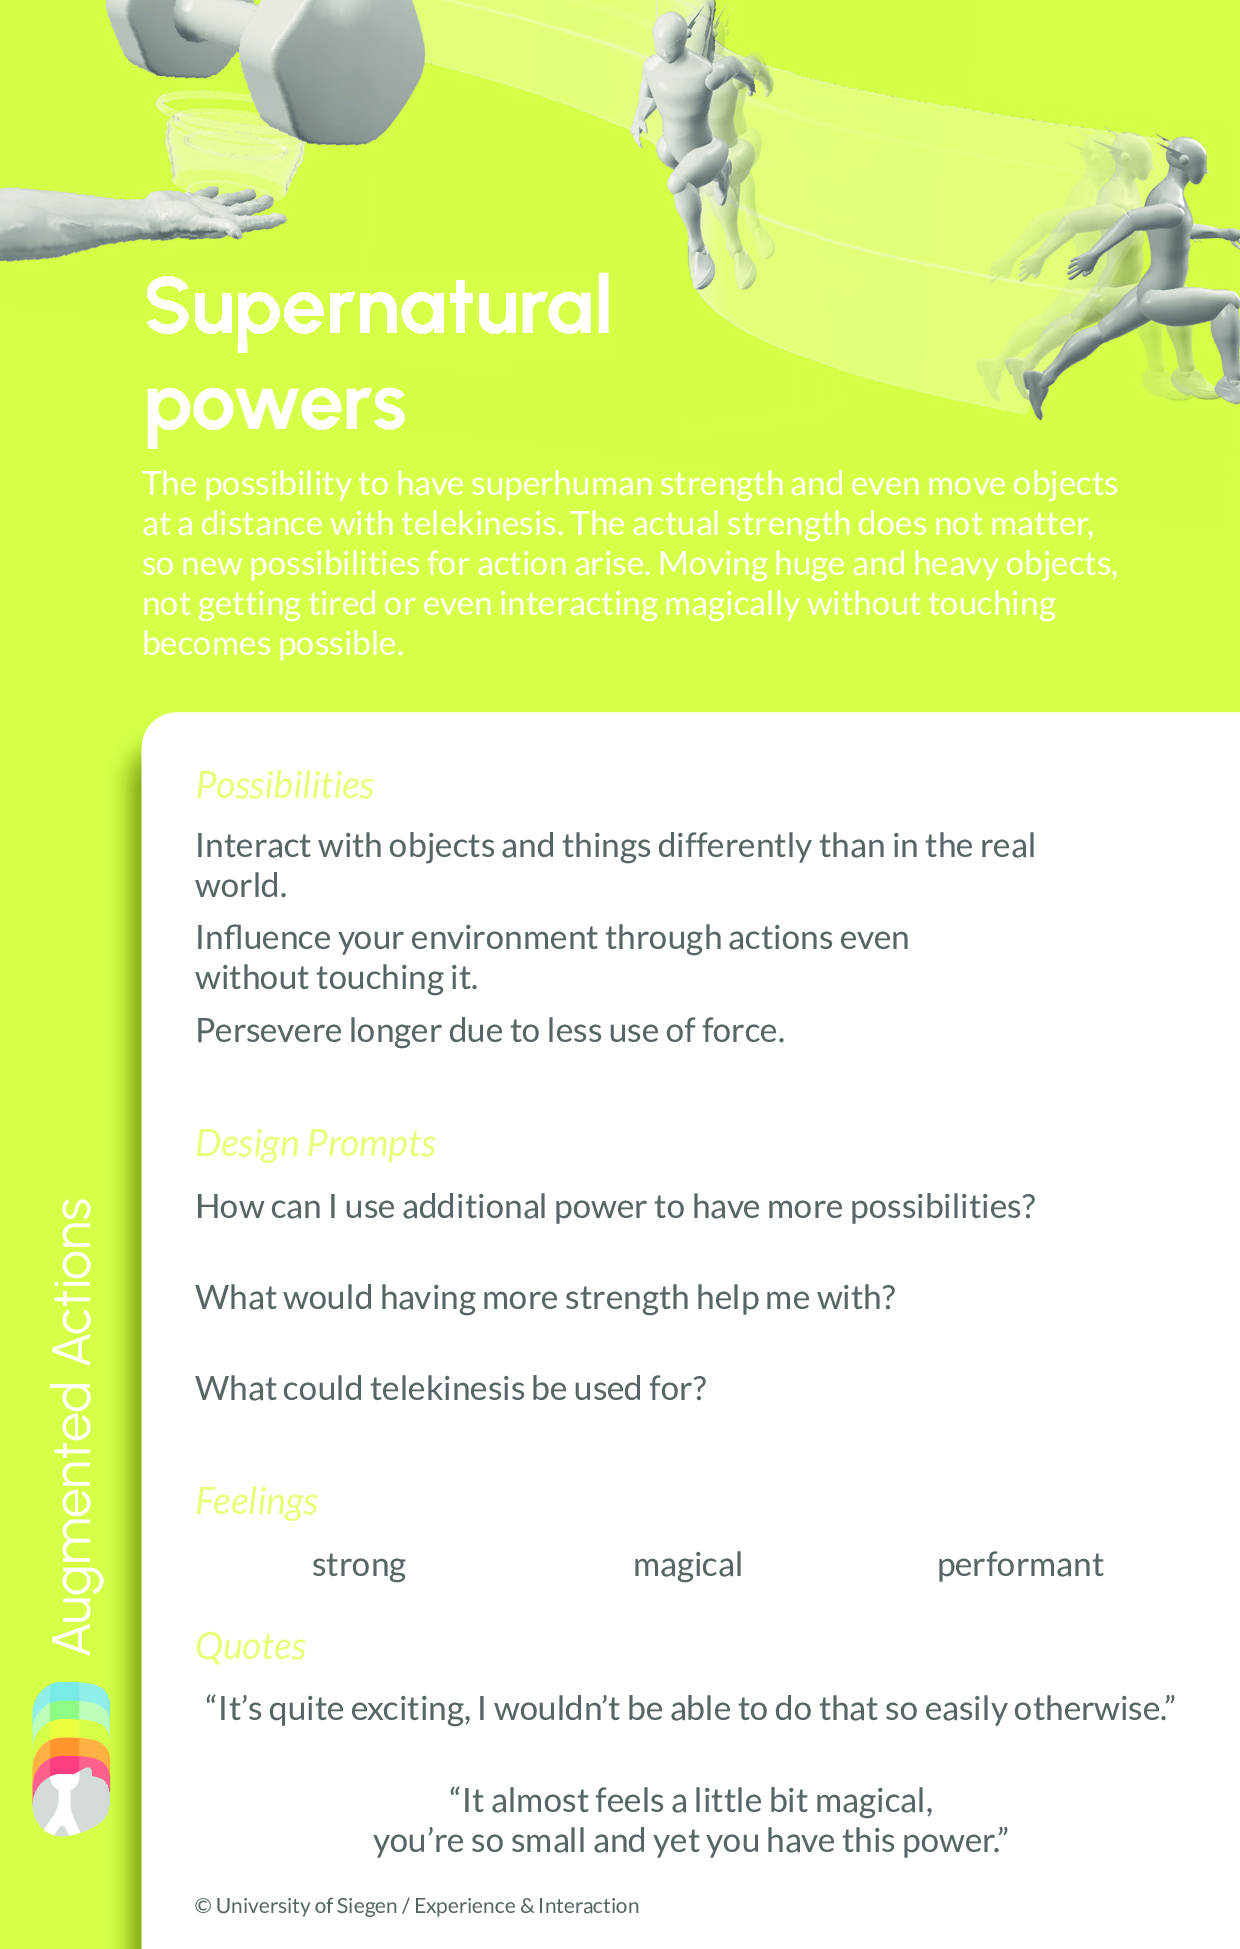 Supernatural
powers
The possibility to have superhuman strength and even move objects
at a distance with telekinesis. The actual strength does not matter,
so new possibilities for action arise. Moving huge and heavy objects,
not getting tired or even interacting magically without touching
becomes possible.
Possibilities
Interact with objects and things differently than in the real
world.
Influence your environment through actions even
without touching it.
Persevere longer due to less use of force.
Design Prompts
How can I use additional power to have more possibilities?
What would having more strength help me with?
What could telekinesis be used for?
Feelings
strong magical performant
Quotes
“It’s quite exciting, I wouldn’t be able to do that so easily otherwise.”
“It almost feels a little bit magical,
you’re so small and yet you have this power.”
© University of Siegen / Experience & Interaction
Augmented Actions